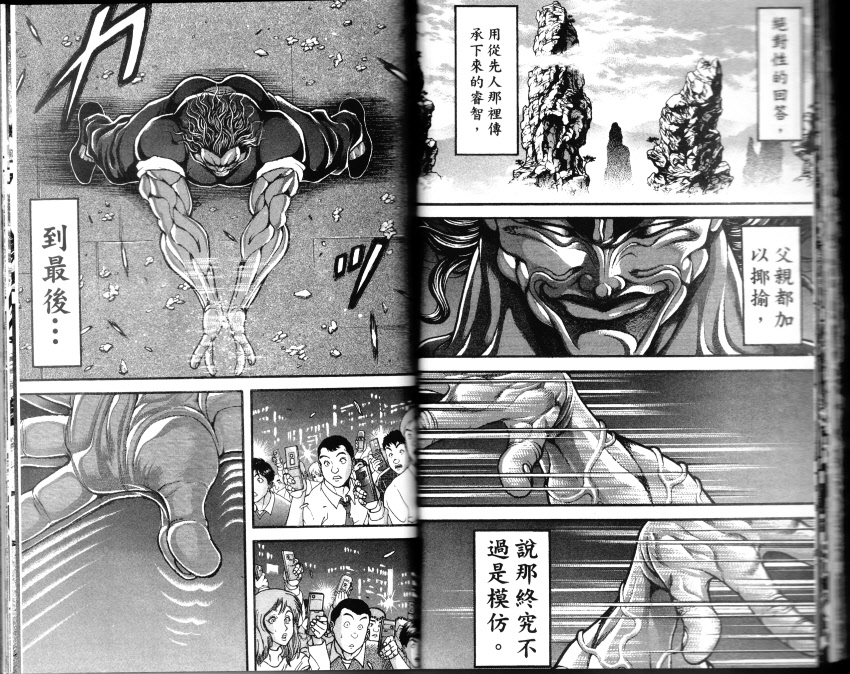 絕對性的回答，
用從先人那裡傳
承下來的睿智，
父親都加
以揶揄，
說那終究不
過是模仿。
到最後…